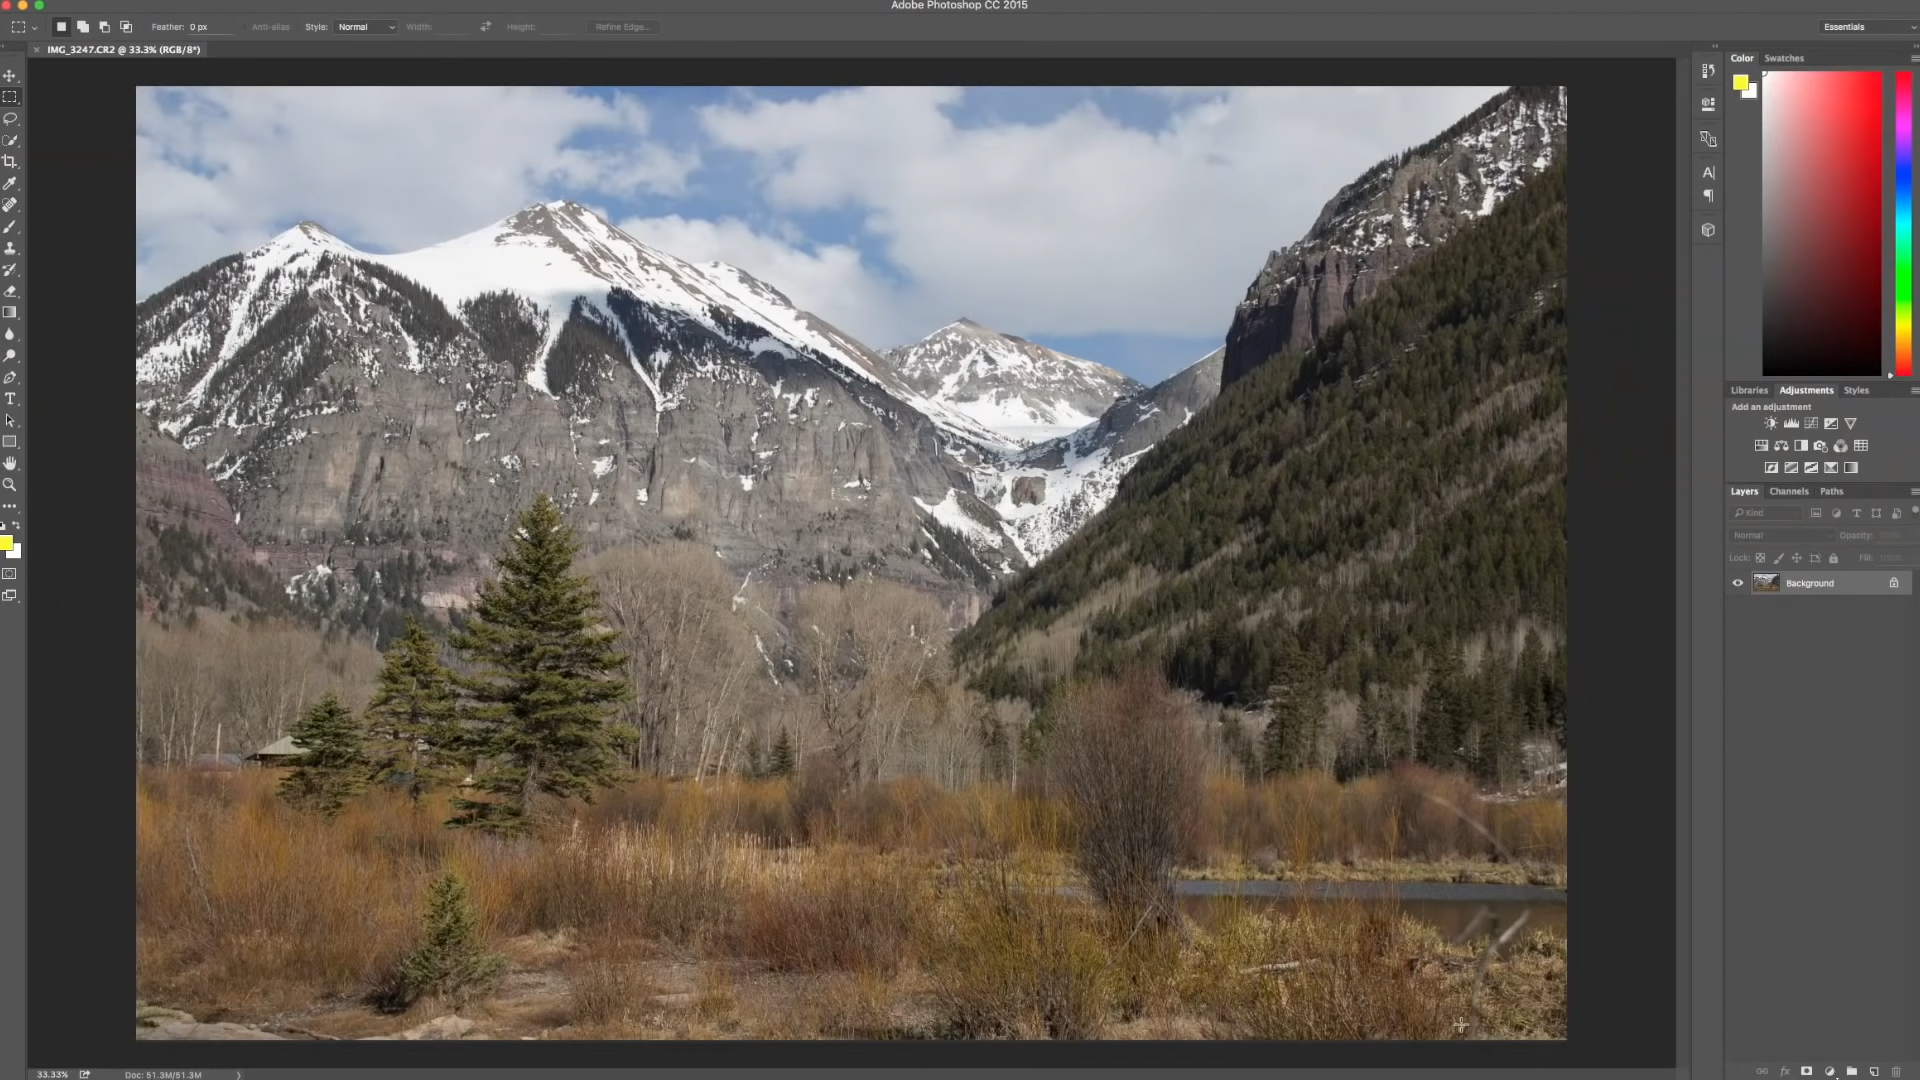 Adobe Photoshop CC 2015
Feather: 0 px Anti-alias Style: Normal Width: Height: Refine Edge... Essentials
IMG_3247.CR2 @ 33.3% (RGB/8*)
Color Swatches
Libraries Adjustments Styles
Add an adjustment
Layers Channels Paths
Kind
Normal Opacity: 100%
Lock: Fill: 100%
Background
33.33% Doc: 51.3M/51.3M